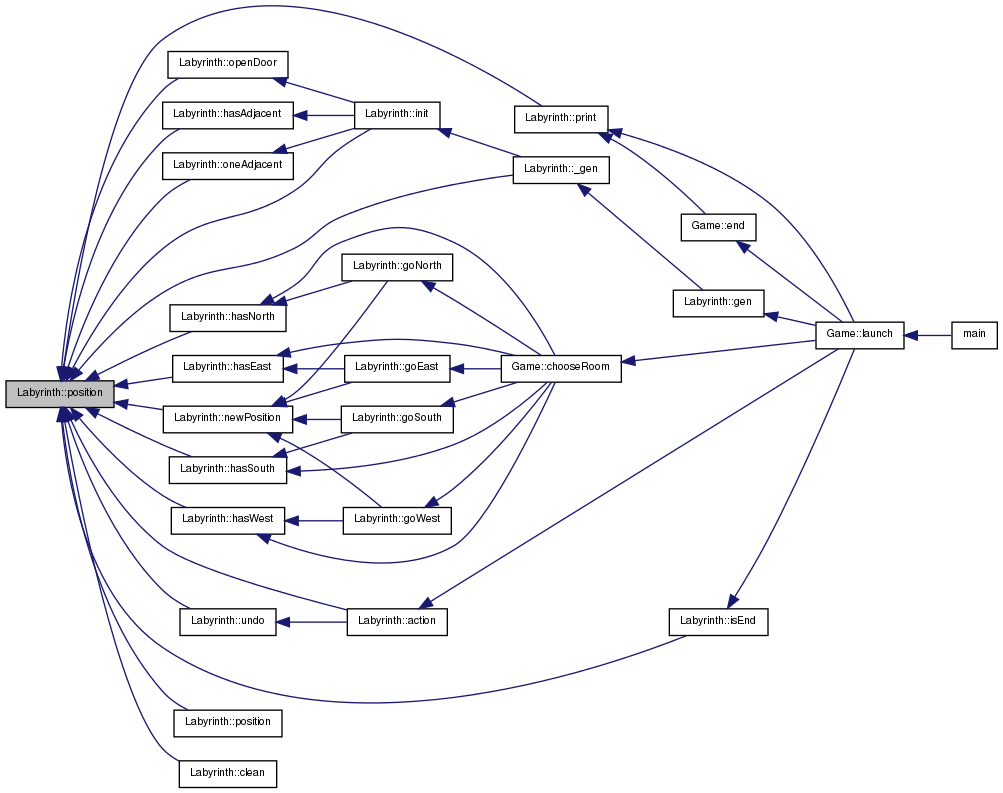 Labyrinth::position
Labyrinth::openDoor
Labyrinth::hasAdjacent
Labyrinth::oneAdjacent
Labyrinth::hasNorth
Labyrinth::hasEast
Labyrinth::newPosition
Labyrinth::hasSouth
Labyrinth::hasWest
Labyrinth::undo
Labyrinth::position
Labyrinth::clean
Labyrinth::init
Labyrinth::goNorth
Labyrinth::goEast
Labyrinth::goSouth
Labyrinth::goWest
Labyrinth::action
Labyrinth::print
Labyrinth::_gen
Game::chooseRoom
Game::end
Labyrinth::gen
Labyrinth::isEnd
Game::launch
main